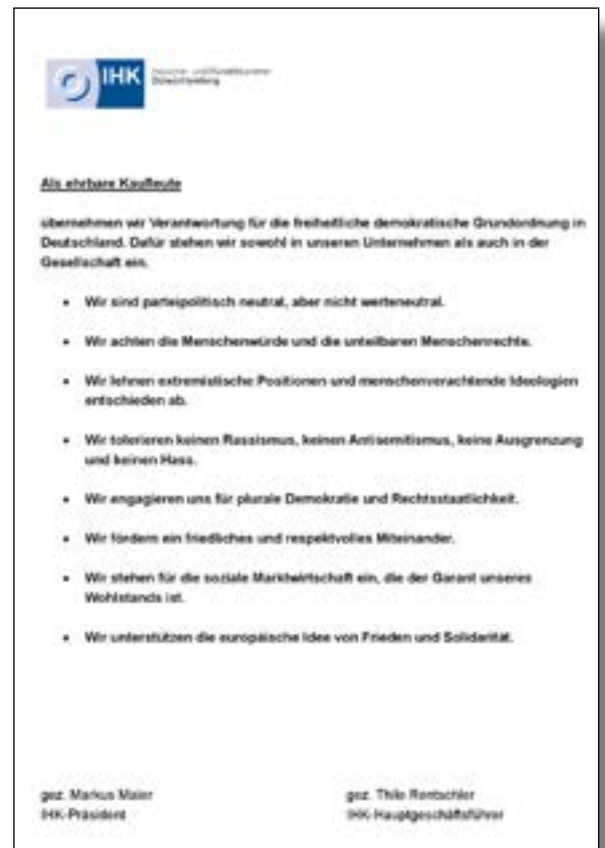 IHK
Industrie- und Handelskammer
Ostwürttemberg
Als ehrbare Kaufleute
übernehmen wir Verantwortung für die freiheitliche demokratische Grundordnung in
Deutschland. Dafür stehen wir sowohl in unseren Unternehmen als auch in der
Gesellschaft ein.
• Wir sind parteipolitisch neutral, aber nicht werteneutral.
• Wir achten die Menschenwürde und die unteilbaren Menschenrechte.
• Wir lehnen extremistische Positionen und menschenverachtende Ideologien
entschieden ab.
• Wir tolerieren keinen Rassismus, keinen Antisemitismus, keine Ausgrenzung
und keinen Hass.
• Wir engagieren uns für plurale Demokratie und Rechtsstaatlichkeit.
• Wir fördern ein friedliches und respektvolles Miteinander.
• Wir stehen für die soziale Marktwirtschaft ein, die der Garant unseres
Wohlstands ist.
• Wir unterstützen die europäische Idee von Frieden und Solidarität.
gez. Markus Maier
IHK-Präsident
gez. Thilo Rentschler
IHK-Hauptgeschäftsführer